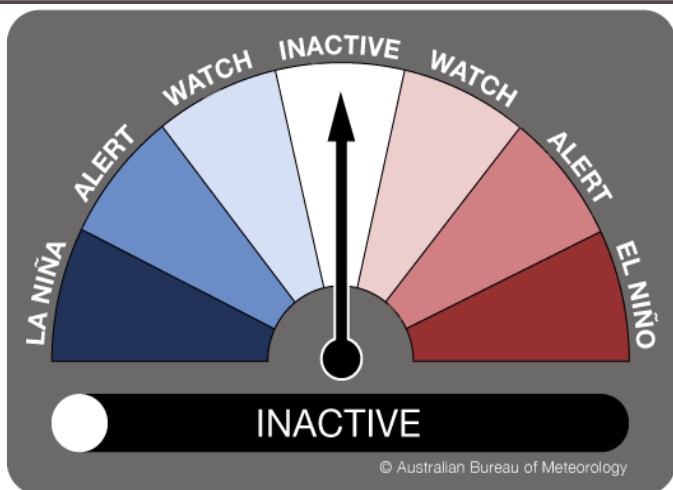 LA NIÑA
ALERT
WATCH
INACTIVE
WATCH
ALERT
EL NIÑO
INACTIVE
© Australian Bureau of Meteorology